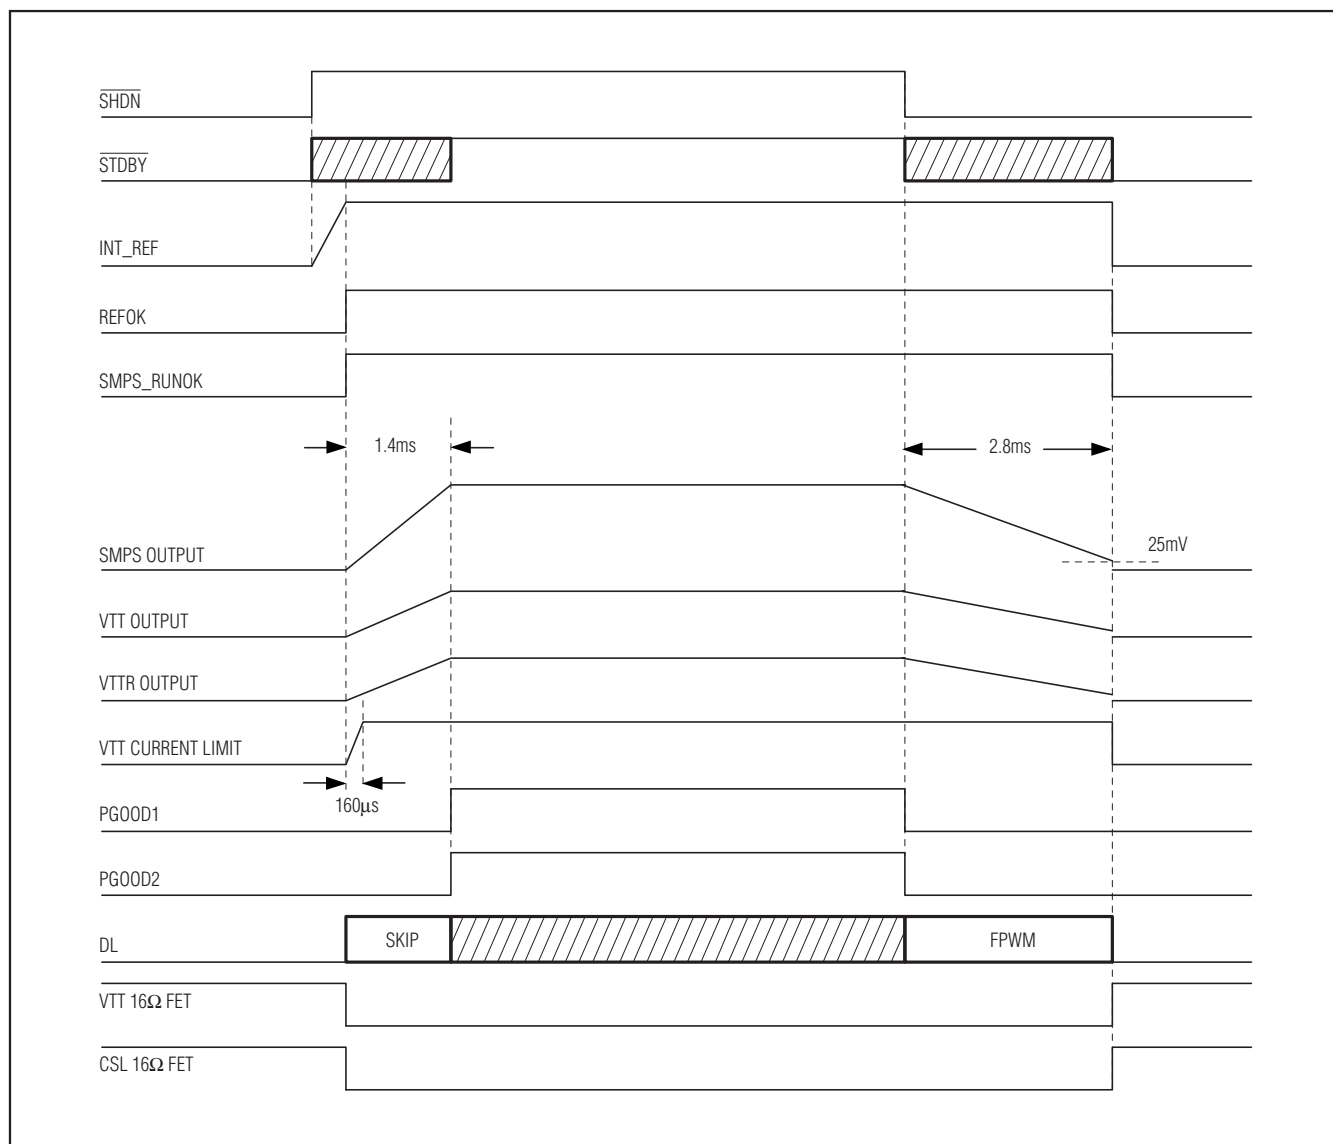 SHDN
STDBY
INT_REF
REFOK
SMPS_RUNOK
1.4ms
2.8ms
SMPS OUTPUT
25mV
VTT OUTPUT
VTTR OUTPUT
VTT CURRENT LIMIT
160μs
PGOOD1
PGOOD2
DL
SKIP
FPWM
VTT 16Ω FET
CSL 16Ω FET